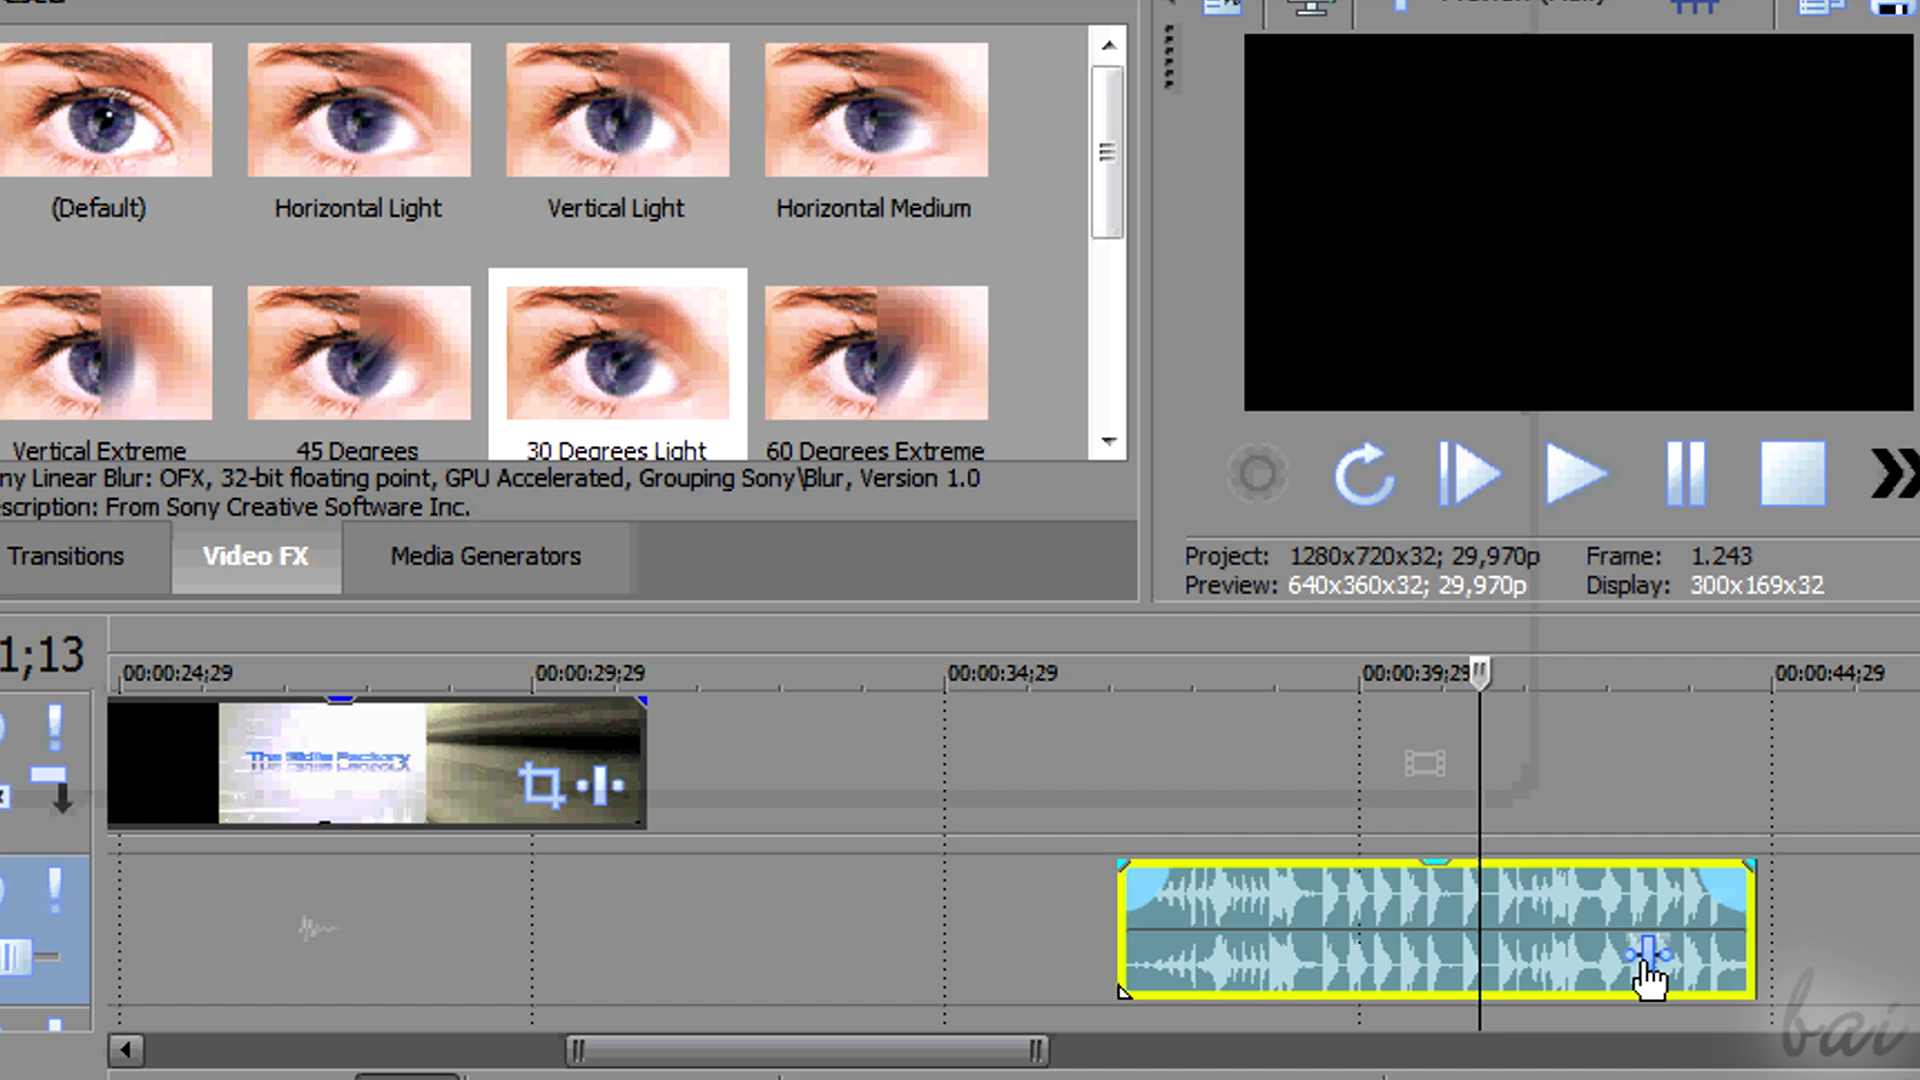 (Default)
Horizontal Light
Vertical Light
Horizontal Medium
Vertical Extreme
45 Degrees
30 Degrees Light
60 Degrees Extreme
ny Linear Blur: OFX, 32-bit floating point, GPU Accelerated, Grouping Sony\Blur, Version 1.0
escription: From Sony Creative Software Inc.
Transitions
Video FX
Media Generators
Project: 1280x720x32; 29,970p
Frame: 1.243
Preview: 640x360x32; 29,970p
Display: 300x169x32
1;13
00:00:24;29
00:00:29;29
00:00:34;29
00:00:39;29
00:00:44;29
bai